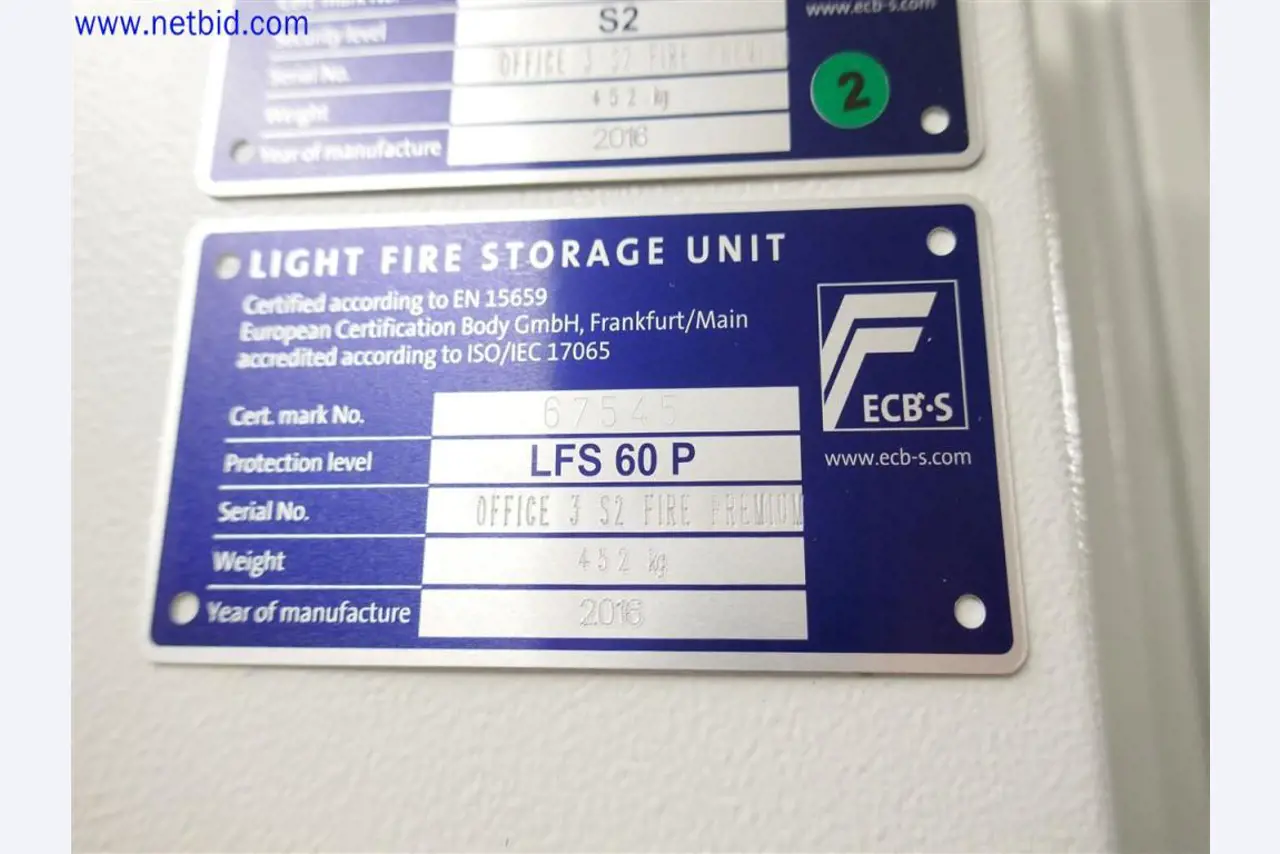 www.netbid.com
www.ecb-s.com
Security level S2
Serial No. OFFICE 3 S2 FIRE
Weight 452 kg
2
Year of manufacture 2016
LIGHT FIRE STORAGE UNIT
Certified according to EN 15659
European Certification Body GmbH, Frankfurt/Main
accredited according to ISO/IEC 17065
ECB·S
www.ecb-s.com
Cert. mark No. 67545
Protection level LFS 60 P
Serial No. OFFICE 3 S2 FIRE PREMIUM
Weight 452 kg
Year of manufacture 2016